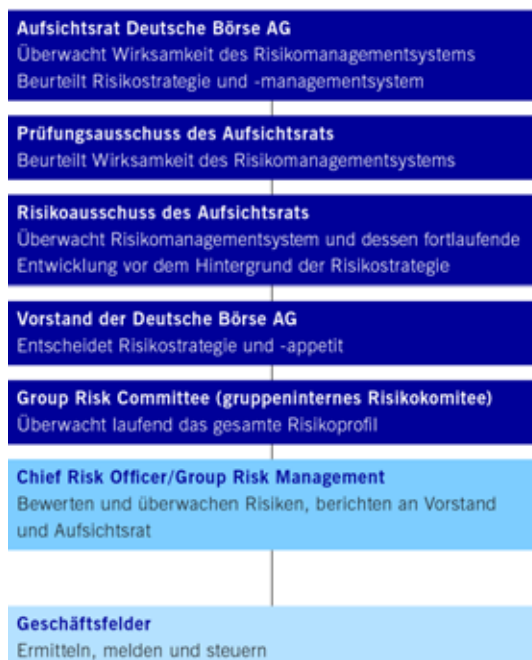 Aufsichtsrat Deutsche Börse AG
Überwacht Wirksamkeit des Risikomanagementsystems
Beurteilt Risikostrategie und -managementsystem
Prüfungsausschuss des Aufsichtsrats
Beurteilt Wirksamkeit des Risikomanagementsystems
Risikoausschuss des Aufsichtsrats
Überwacht Risikomanagementsystem und dessen fortlaufende
Entwicklung vor dem Hintergrund der Risikostrategie
Vorstand der Deutsche Börse AG
Entscheidet Risikostrategie und -appetit
Group Risk Committee (gruppeninternes Risikokomitee)
Überwacht laufend das gesamte Risikoprofil
Chief Risk Officer/Group Risk Management
Bewerten und überwachen Risiken, berichten an Vorstand
und Aufsichtsrat
Geschäftsfelder
Ermitteln, melden und steuern